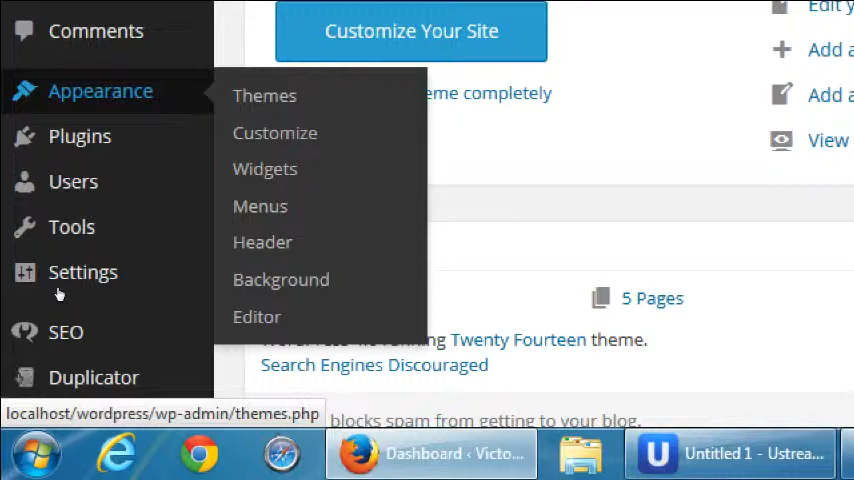 Comments
Appearance
Plugins
Users
Tools
Settings
SEO
Duplicator
Themes
Customize
Widgets
Menus
Header
Background
Editor
Customize Your Site
eme completely
Edit y
Add a
Add a
View
5 Pages
running Twenty Fourteen theme.
Search Engines Discouraged
blocks spam from getting to your blog.
localhost/wordpress/wp-admin/themes.php
Dashboard ‹ Victo...
Untitled 1 - Ustrea...